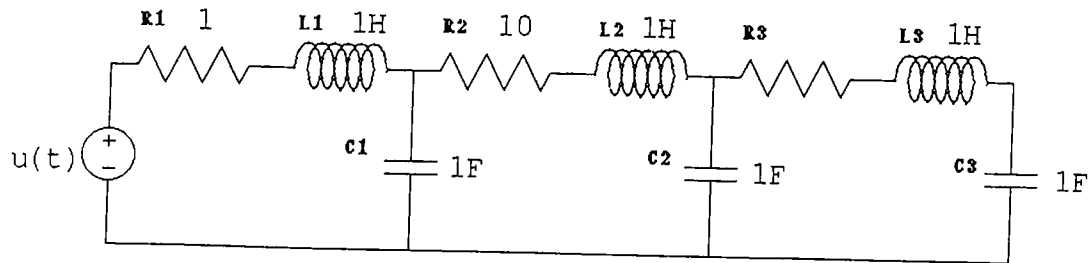 R1 1 L1 1H R2 10 L2 1H R3 L3 1H
u(t) + − C1 1F C2 1F C3 1F